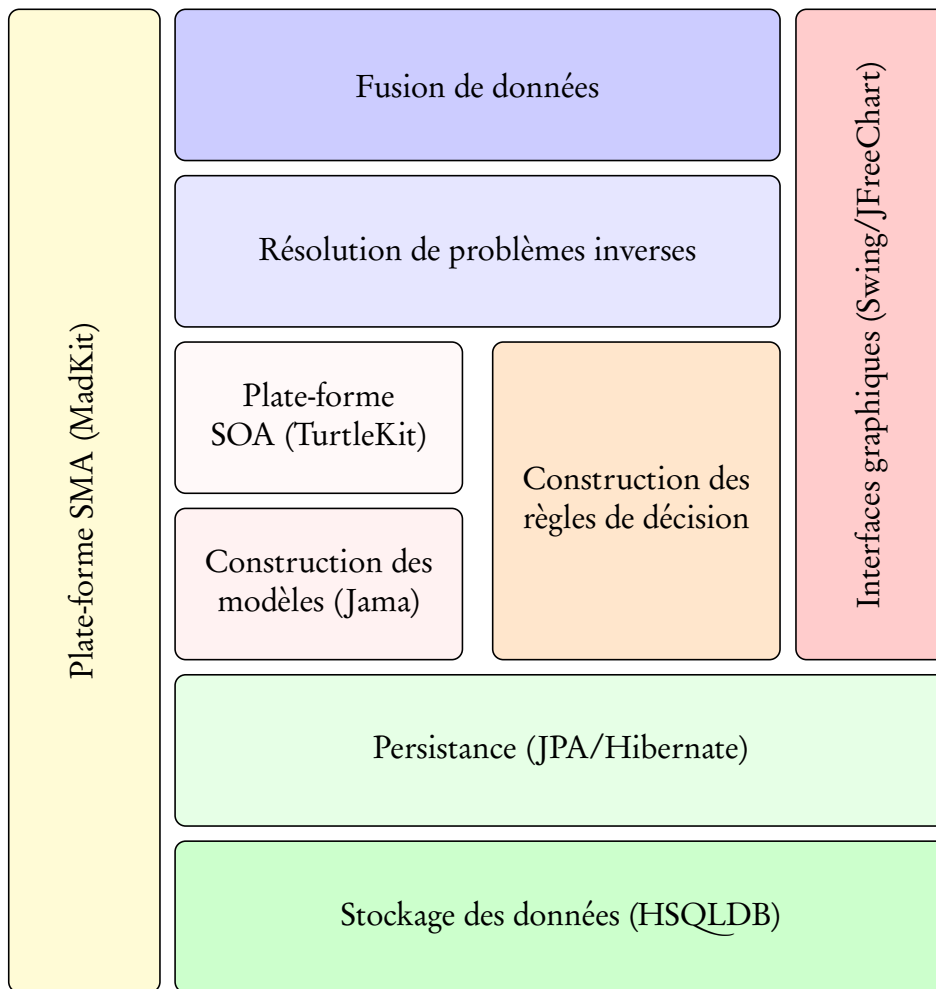 Plate-forme SMA (MadKit)
Fusion de données
Résolution de problèmes inverses
Plate-forme
SOA (TurtleKit)
Construction des
modèles (Jama)
Construction des
règles de décision
Interfaces graphiques (Swing/JFreeChart)
Persistance (JPA/Hibernate)
Stockage des données (HSQLDB)